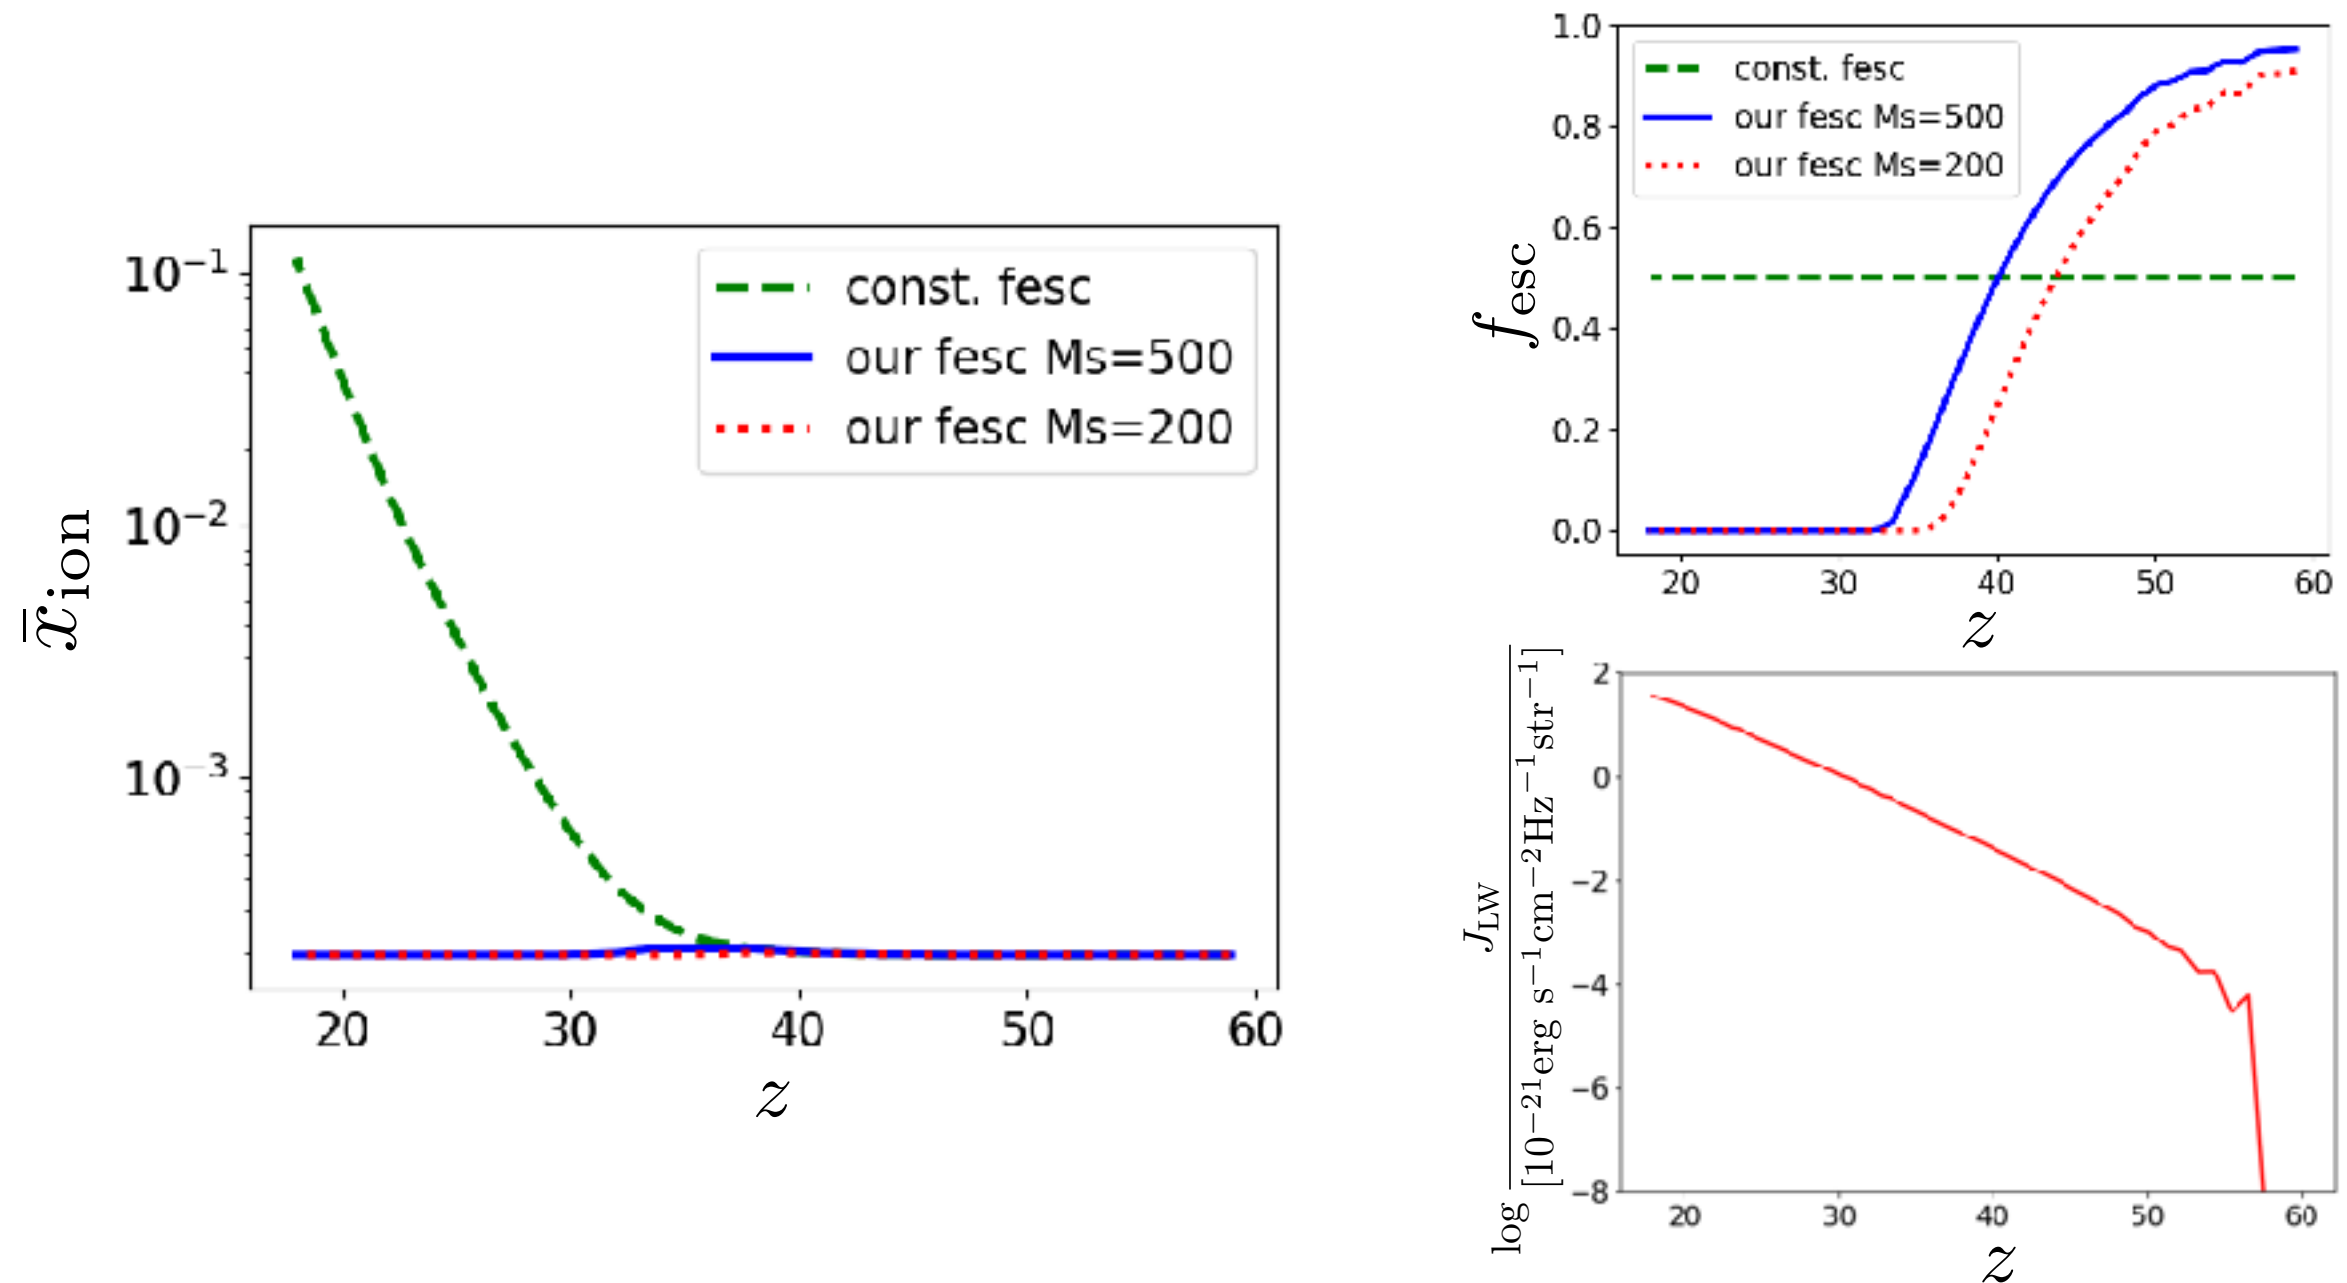 10⁻¹
10⁻²
10⁻³
x̄ion
20 30 40 50 60
z
const. fesc
our fesc Ms=500
our fesc Ms=200
1.0
0.8
0.6
0.4
0.2
0.0
fesc
const. fesc
our fesc Ms=500
our fesc Ms=200
20 30 40 50 60
z
2
0
−2
−4
−6
−8
log JLW / [10⁻²¹erg s⁻¹cm⁻²Hz⁻¹str⁻¹]
20 30 40 50 60
z